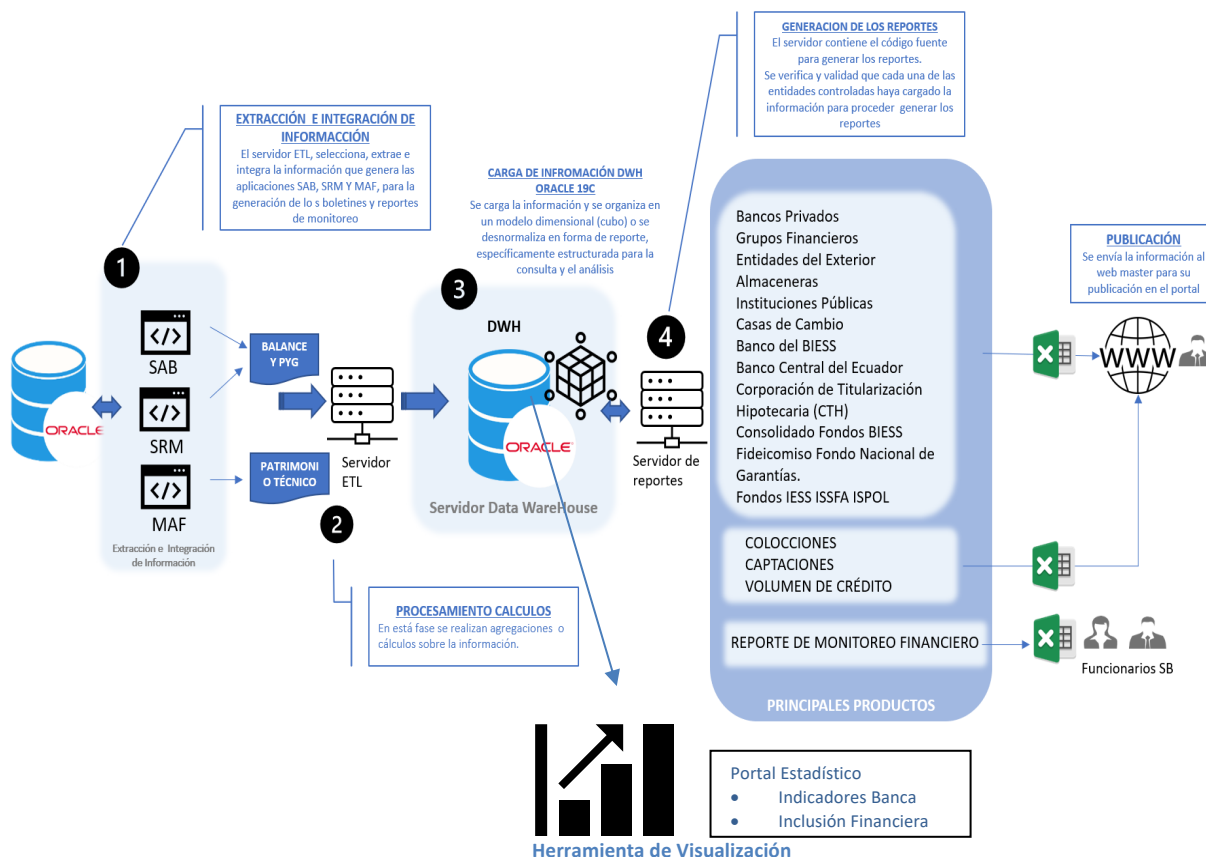 GENERACION DE LOS REPORTES
El servidor contiene el código fuente
para generar los reportes.
Se verifica y validad que cada una de las
entidades controladas haya cargado la
información para proceder generar los
reportes
EXTRACCIÓN E INTEGRACIÓN DE
INFORMACCIÓN
El servidor ETL, selecciona, extrae e
integra la información que genera las
aplicaciones SAB, SRM Y MAF, para la
generación de lo s boletines y reportes
de monitoreo
CARGA DE INFROMACIÓN DWH
ORACLE 19C
Se carga la información y se organiza en
un modelo dimensional (cubo) o se
desnormaliza en forma de reporte,
específicamente estructurada para la
consulta y el análisis
PUBLICACIÓN
Se envía la información al
web master para su
publicación en el portal
1
SAB
SRM
MAF
Extracción e Integración
de Información
ORACLE
BALANCE
Y PYG
PATRIMONI
O TÉCNICO
2
Servidor
ETL
PROCESAMIENTO CALCULOS
En está fase se realizan agregaciones o
cálculos sobre la información.
3
DWH
ORACLE
Servidor Data WareHouse
4
Servidor de
reportes
Bancos Privados
Grupos Financieros
Entidades del Exterior
Almaceneras
Instituciones Públicas
Casas de Cambio
Banco del BIESS
Banco Central del Ecuador
Corporación de Titularización
Hipotecaria (CTH)
Consolidado Fondos BIESS
Fideicomiso Fondo Nacional de
Garantías.
Fondos IESS ISSFA ISPOL
COLOCCIONES
CAPTACIONES
VOLUMEN DE CRÉDITO
REPORTE DE MONITOREO FINANCIERO
PRINCIPALES PRODUCTOS
X
WWW
X
X
Funcionarios SB
Portal Estadístico
• Indicadores Banca
• Inclusión Financiera
Herramienta de Visualización